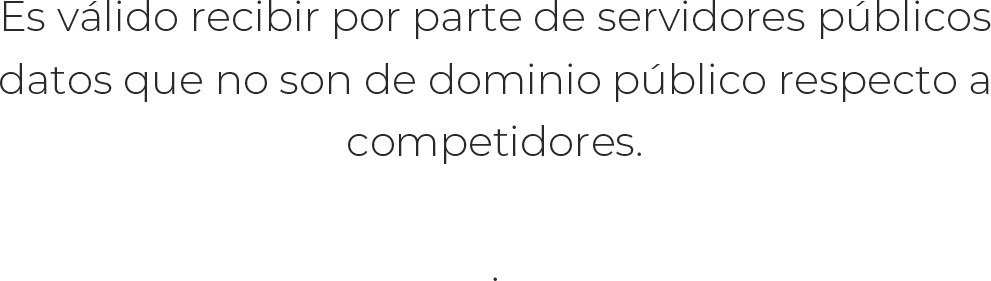 Es válido recibir por parte de servidores públicos
datos que no son de dominio público respecto a
competidores.
.